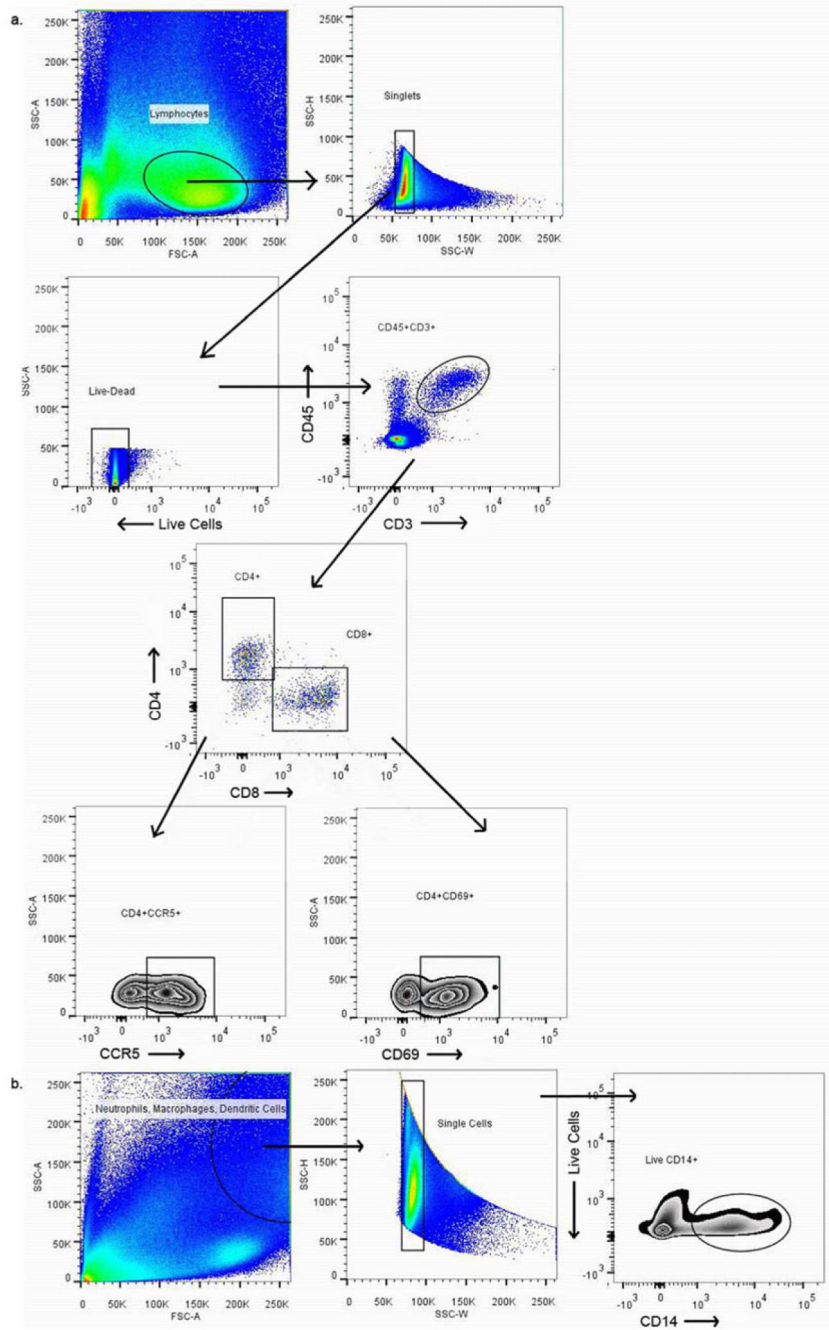 a.
SSC-A
250K
200K
150K
100K
50K
0
Lymphocytes
0 50K 100K 150K 200K 250K
FSC-A
SSC-H
250K
200K
150K
100K
50K
0
Singlets
50K 100K 150K 200K 250K
SSC-W
SSC-A
250K
200K
150K
100K
50K
0
Live-Dead
-10³ 0 10³ 10⁴ 10⁵
← Live Cells
CD45 →
10⁵
10⁴
10³
-10³
CD45+CD3+
-10³ 0 10³ 10⁴ 10⁵
CD3 →
CD4 →
10⁵
10⁴
10³
-10³
CD4+
CD8+
-10³ 0 10³ 10⁴ 10⁵
CD8 →
SSC-A
250K
200K
150K
100K
50K
0
CD4+CCR5+
-10³ 0 10³ 10⁴ 10⁵
CCR5 →
SSC-A
250K
200K
150K
100K
50K
0
CD4+CD69+
-10³ 0 10³ 10⁴ 10⁵
CD69 →
b.
SSC-A
250K
200K
150K
100K
50K
0
Neutrophils, Macrophages, Dendritic Cells
0 50K 100K 150K 200K 250K
FSC-A
SSC-H
250K
200K
150K
100K
50K
0
Single Cells
0 50K 100K 150K 200K 250K
SSC-W
← Live Cells
10⁵
10⁴
10³
-10³
Live CD14+
-10³ 0 10³ 10⁴ 10⁵
CD14 →